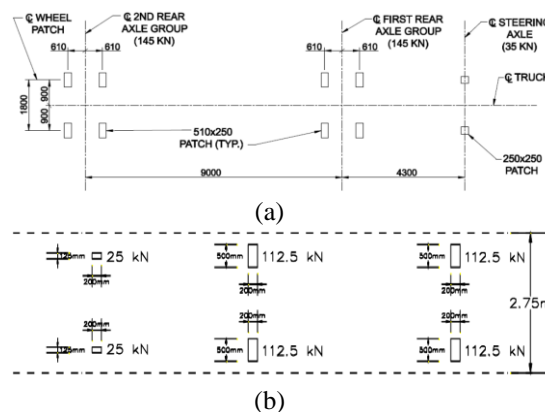 ℄ WHEEL
PATCH
℄ 2ND REAR
AXLE GROUP
(145 KN)
℄ FIRST REAR
AXLE GROUP
(145 KN)
℄ STEERING
AXLE
(35 KN)
610
610
610
610
℄ TRUCK
1800
900
900
510x250
PATCH (TYP.)
250x250
PATCH
9000
4300
(a)
125mm
25 kN
200mm
500mm
112.5 kN
200mm
500mm
112.5 kN
200mm
2.75m
200mm
125mm
25 kN
200mm
500mm
112.5 kN
200mm
500mm
112.5 kN
(b)